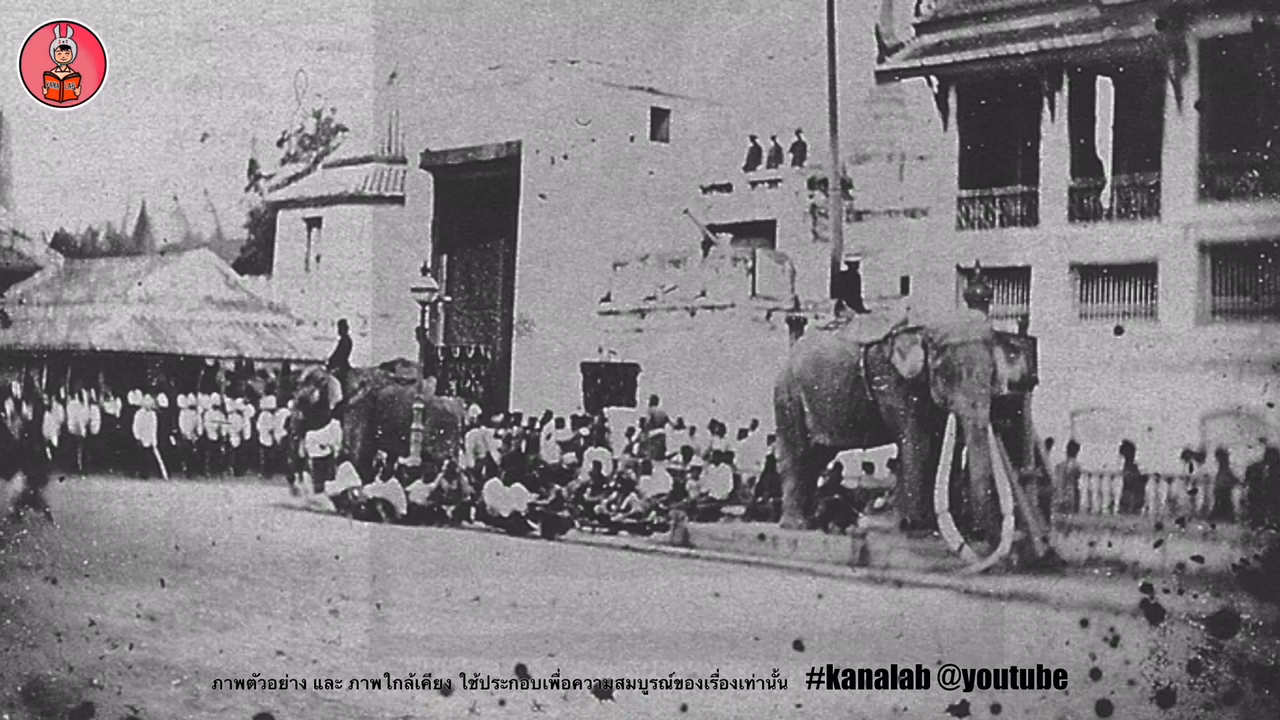 ภาพตัวอย่าง และ ภาพใกล้เคียง ใช้ประกอบเพื่อความสมบูรณ์ของเรื่องเท่านั้น #kanalab @youtube